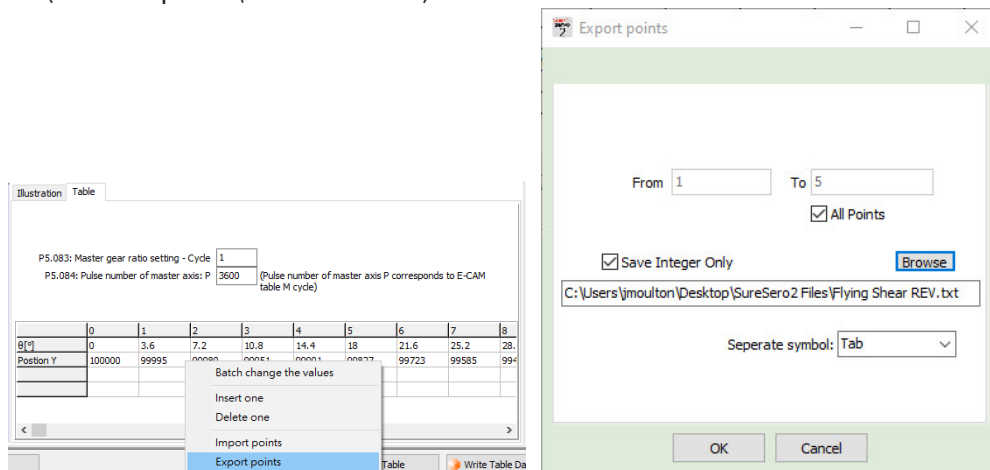 Export points
From 1 To 5
All Points
Save Integer Only Browse
C:\Users\jmoulton\Desktop\SureSero2 Files\Flying Shear REV.txt
Seperate symbol: Tab
OK Cancel
Illustration Table
P5.083: Master gear ratio setting - Cycle 1
P5.084: Pulse number of master axis: P 3600 (Pulse number of master axis P corresponds to E-CAM
table M cycle)
0 1 2 3 4 5 6 7 8
θ[°] 0 3.6 7.2 10.8 14.4 18 21.6 25.2 28.
Postion Y 100000 99995 99723 99585 994
Batch change the values
Insert one
Delete one
Import points
Export points
Table Write Table Da